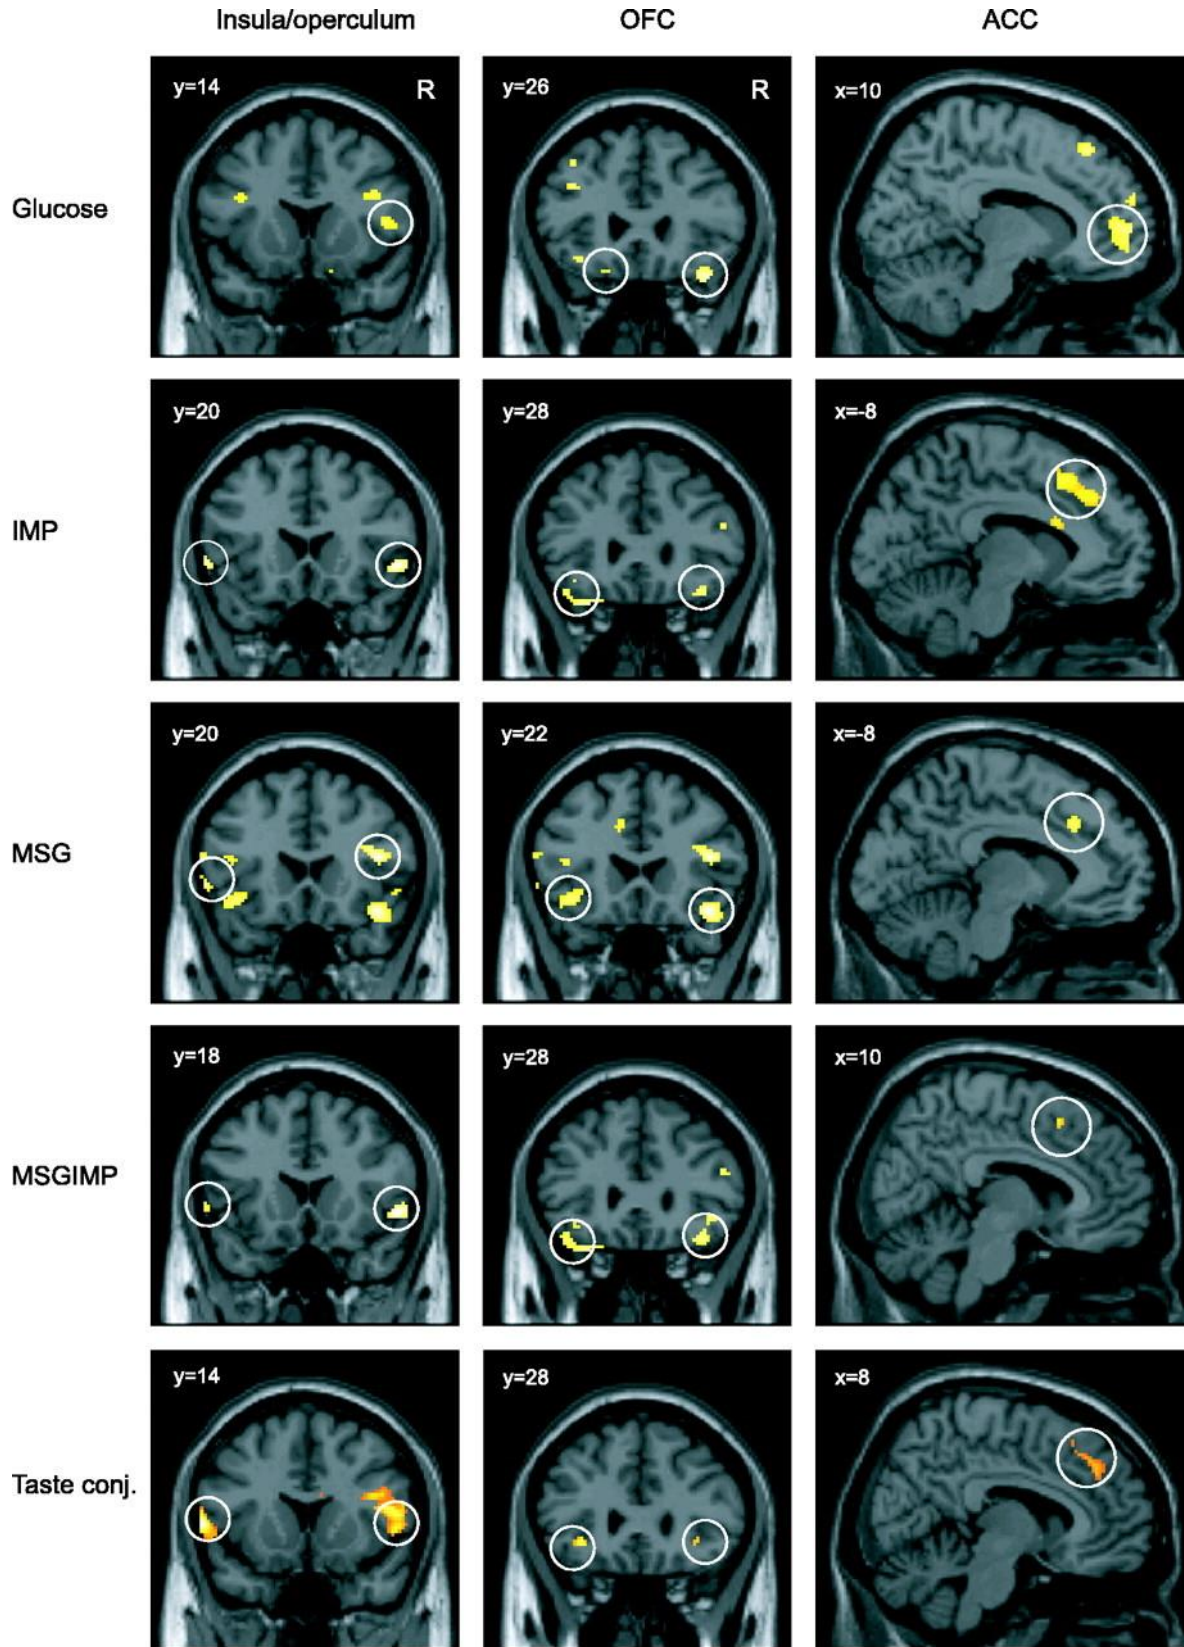 Insula/operculum OFC ACC
y=14 R y=26 R x=10
Glucose
y=20 y=28 x=-8
IMP
y=20 y=22 x=-8
MSG
y=18 y=28 x=10
MSGIMP
y=14 y=28 x=8
Taste conj.